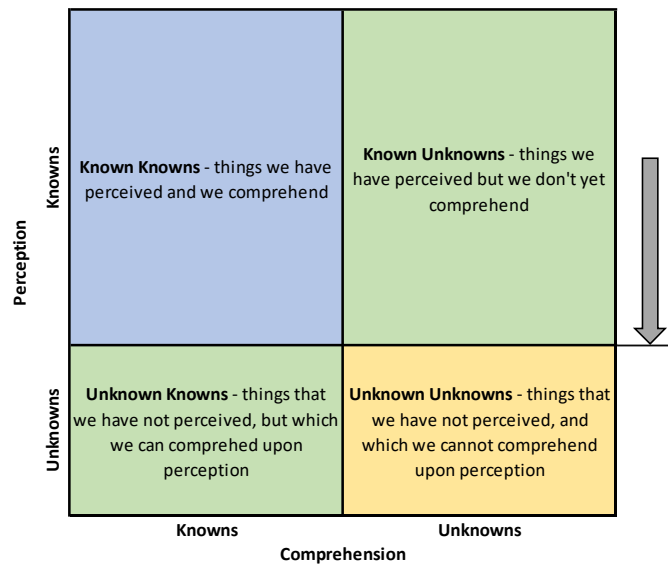 Perception
Knowns
Known Knowns - things we have
perceived and we comprehend
Known Unknowns - things we
have perceived but we don't yet
comprehend
Unknowns
Unknown Knowns - things that
we have not perceived, but which
we can comprehed upon
perception
Unknown Unknowns - things that
we have not perceived, and
which we cannot comprehend
upon perception
Knowns
Unknowns
Comprehension